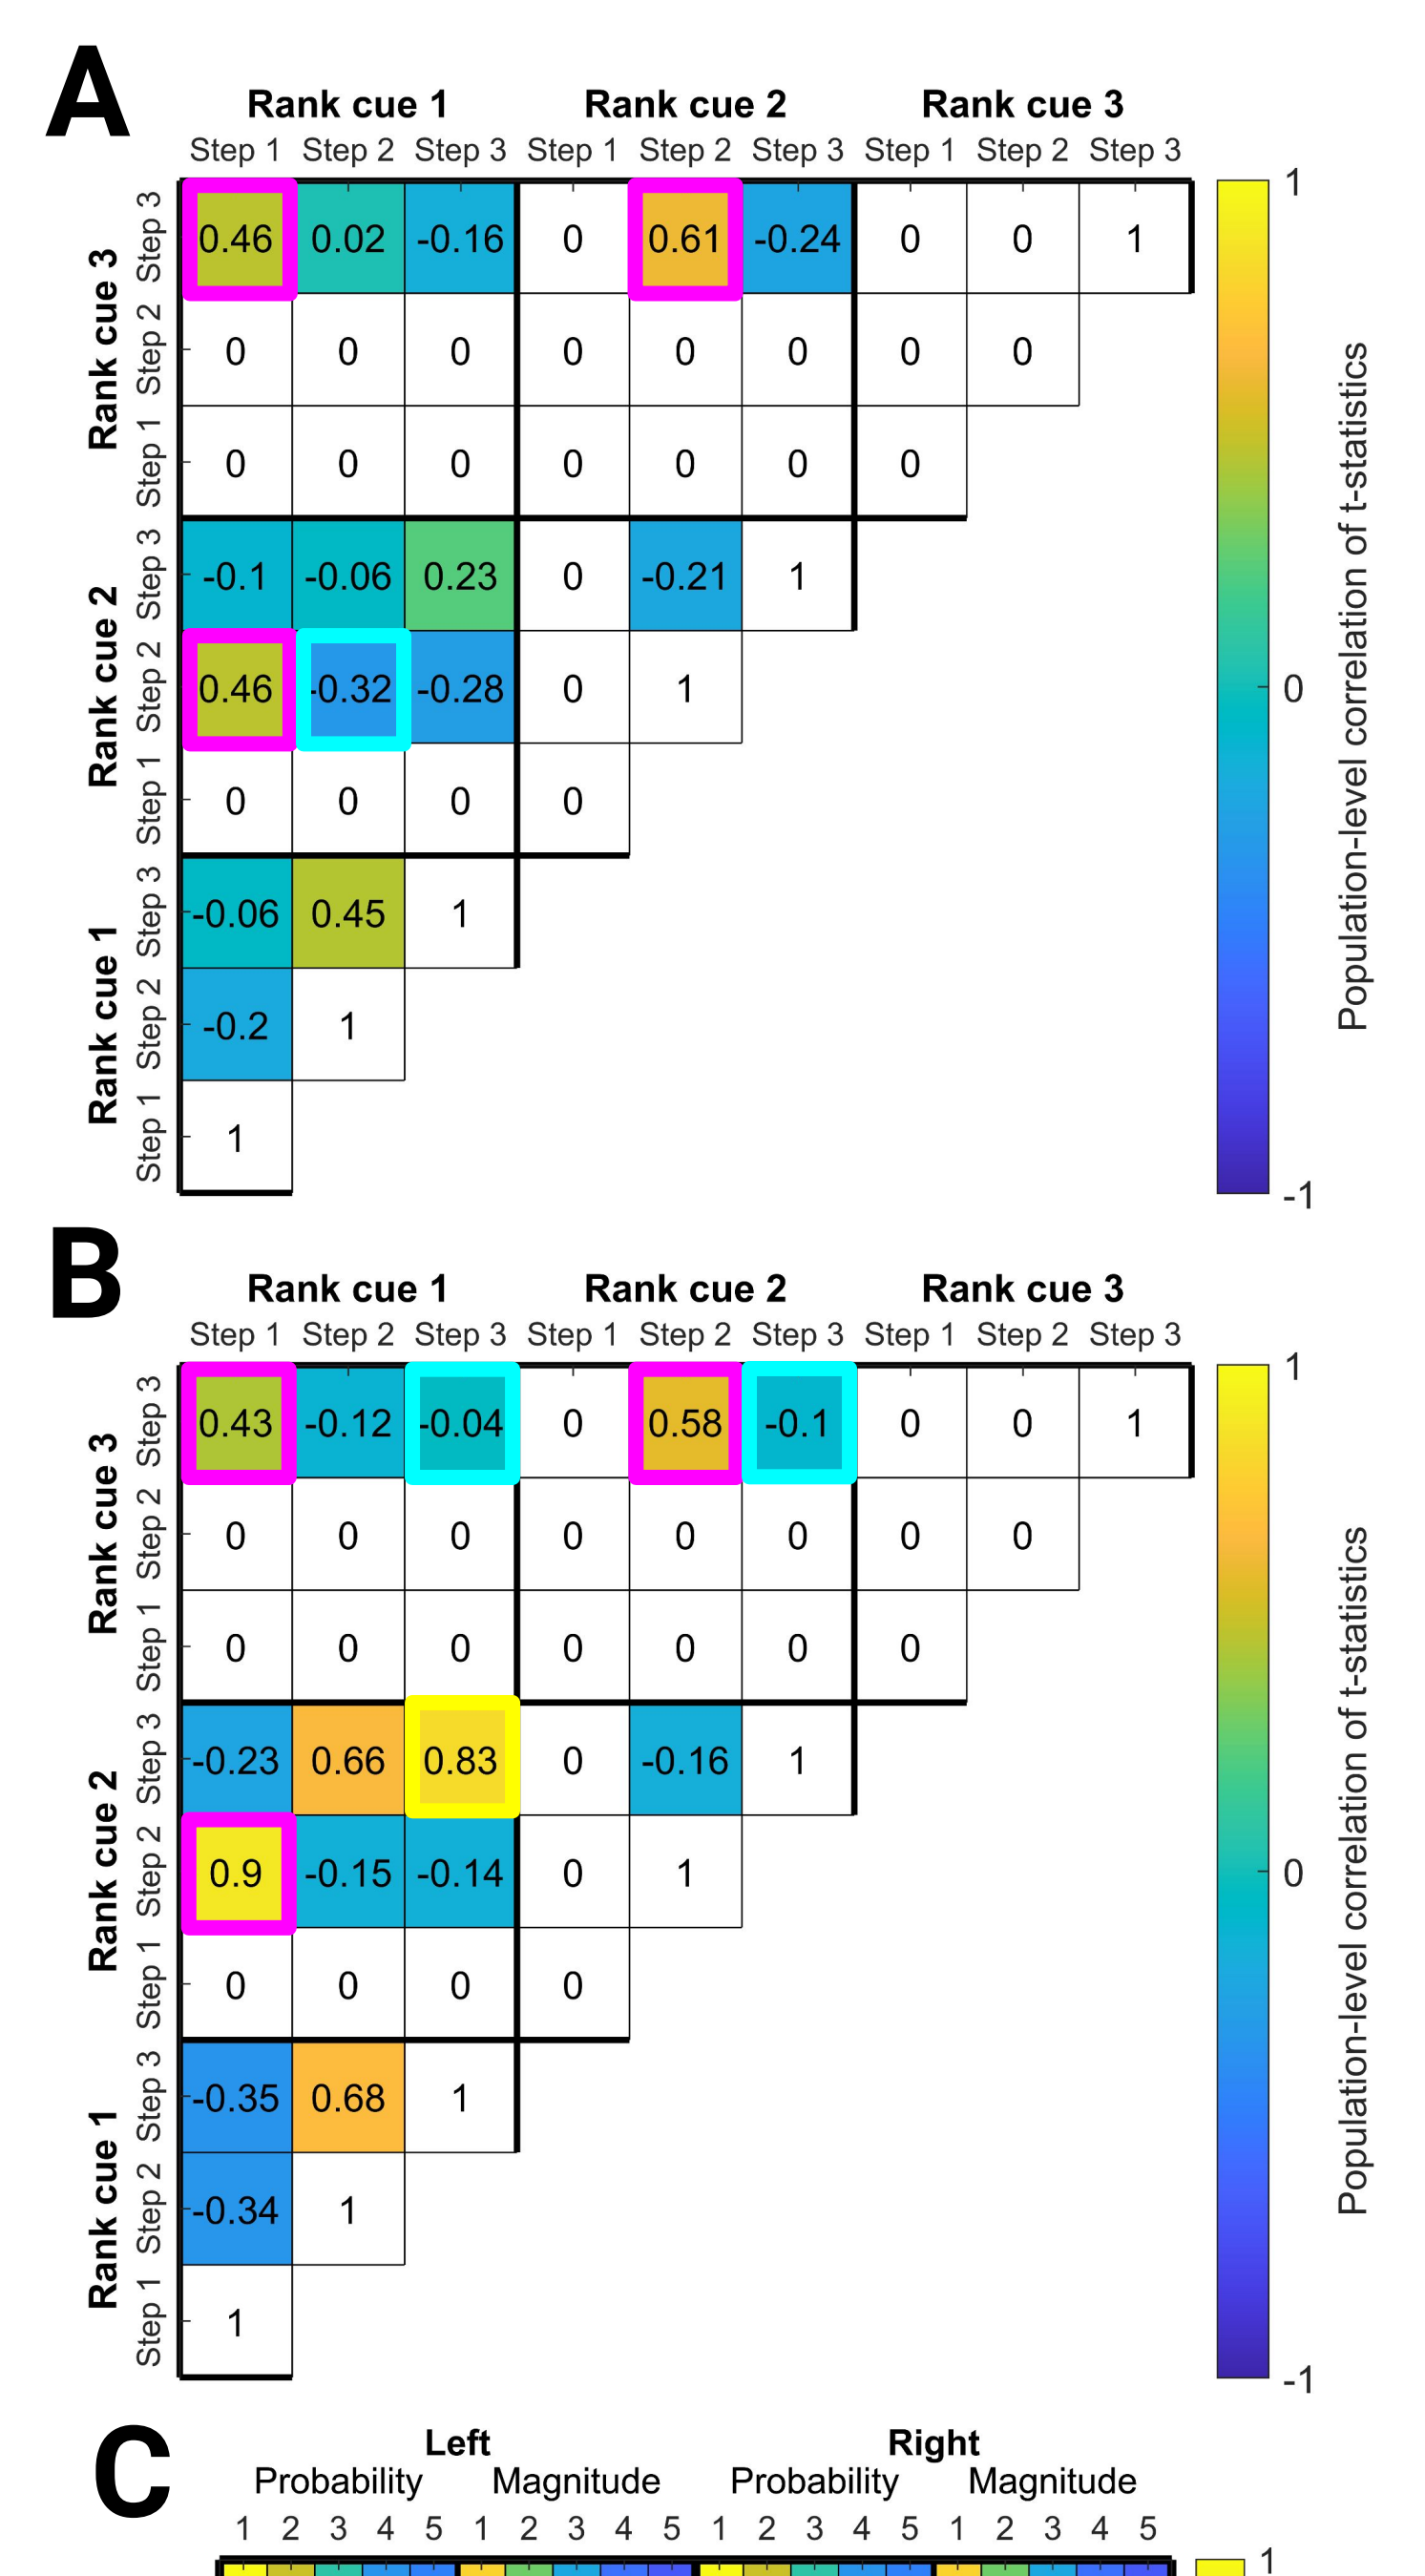 A
Rank cue 1 Rank cue 2 Rank cue 3
Step 1 Step 2 Step 3 Step 1 Step 2 Step 3 Step 1 Step 2 Step 3
Rank cue 3
Step 3 0.46 0.02 -0.16 0 0.61 -0.24 0 0 1
Step 2 0 0 0 0 0 0 0 0
Step 1 0 0 0 0 0 0 0
Rank cue 2
Step 3 -0.1 -0.06 0.23 0 -0.21 1
Step 2 0.46 -0.32 -0.28 0 1
Step 1 0 0 0 0
Rank cue 1
Step 3 -0.06 0.45 1
Step 2 -0.2 1
Step 1 1
1
0
-1
Population-level correlation of t-statistics
B
Rank cue 1 Rank cue 2 Rank cue 3
Step 1 Step 2 Step 3 Step 1 Step 2 Step 3 Step 1 Step 2 Step 3
Rank cue 3
Step 3 0.43 -0.12 -0.04 0 0.58 -0.1 0 0 1
Step 2 0 0 0 0 0 0 0 0
Step 1 0 0 0 0 0 0 0
Rank cue 2
Step 3 -0.23 0.66 0.83 0 -0.16 1
Step 2 0.9 -0.15 -0.14 0 1
Step 1 0 0 0 0
Rank cue 1
Step 3 -0.35 0.68 1
Step 2 -0.34 1
Step 1 1
1
0
-1
Population-level correlation of t-statistics
C
Left Right
Probability Magnitude Probability Magnitude
1 2 3 4 5 1 2 3 4 5 1 2 3 4 5 1 2 3 4 5
1